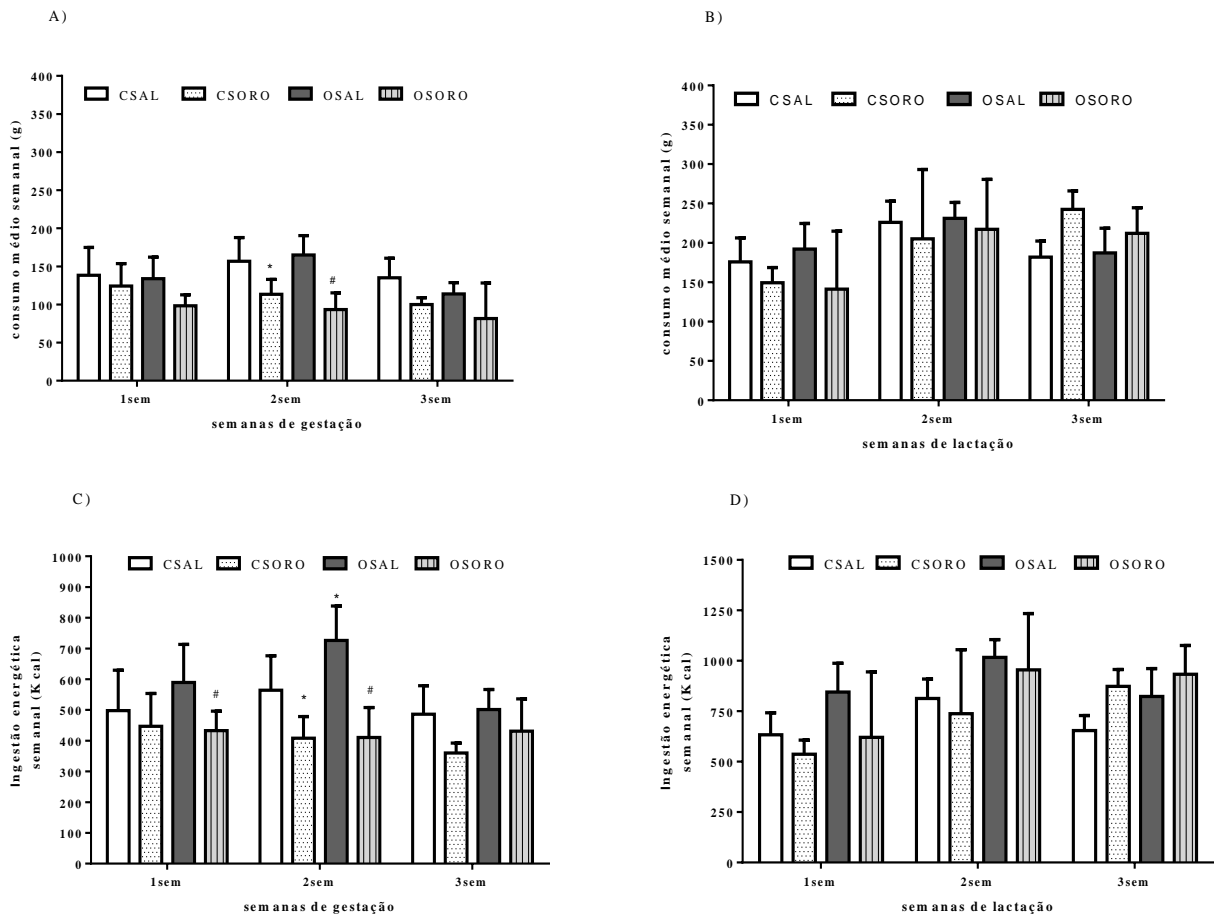 A)
CSAL CSORO OSAL OSORO
consumo médio semanal (g)
400
350
300
250
200
150
100
50
0
*
#
1sem 2sem 3sem
semanas de gestação
B)
CSAL CSORO OSAL OSORO
consumo médio semanal (g)
400
350
300
250
200
150
100
50
0
1sem 2sem 3sem
semanas de lactação
C)
CSAL CSORO OSAL OSORO
Ingestão energética
semanal (Kcal)
1000
900
800
700
600
500
400
300
200
100
0
#
*
*
#
1sem 2sem 3sem
semanas de gestação
D)
CSAL CSORO OSAL OSORO
Ingestão energética
semanal (Kcal)
1500
1250
1000
750
500
250
0
1sem 2sem 3sem
semanas de lactação